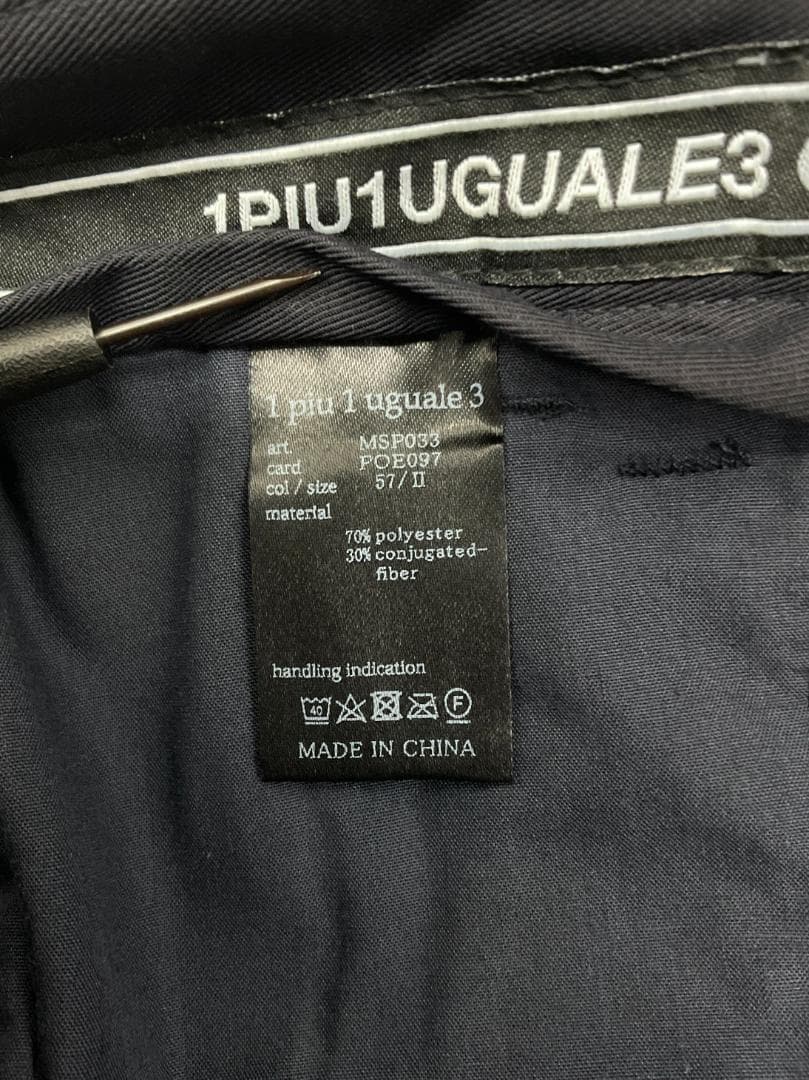 1PIU1UGUALE3
1 piu 1 uguale 3
art. MSP033
card POE097
col / size 57/II
material
70% polyester
30% conjugated-
fiber
handling indication
40
F
MADE IN CHINA